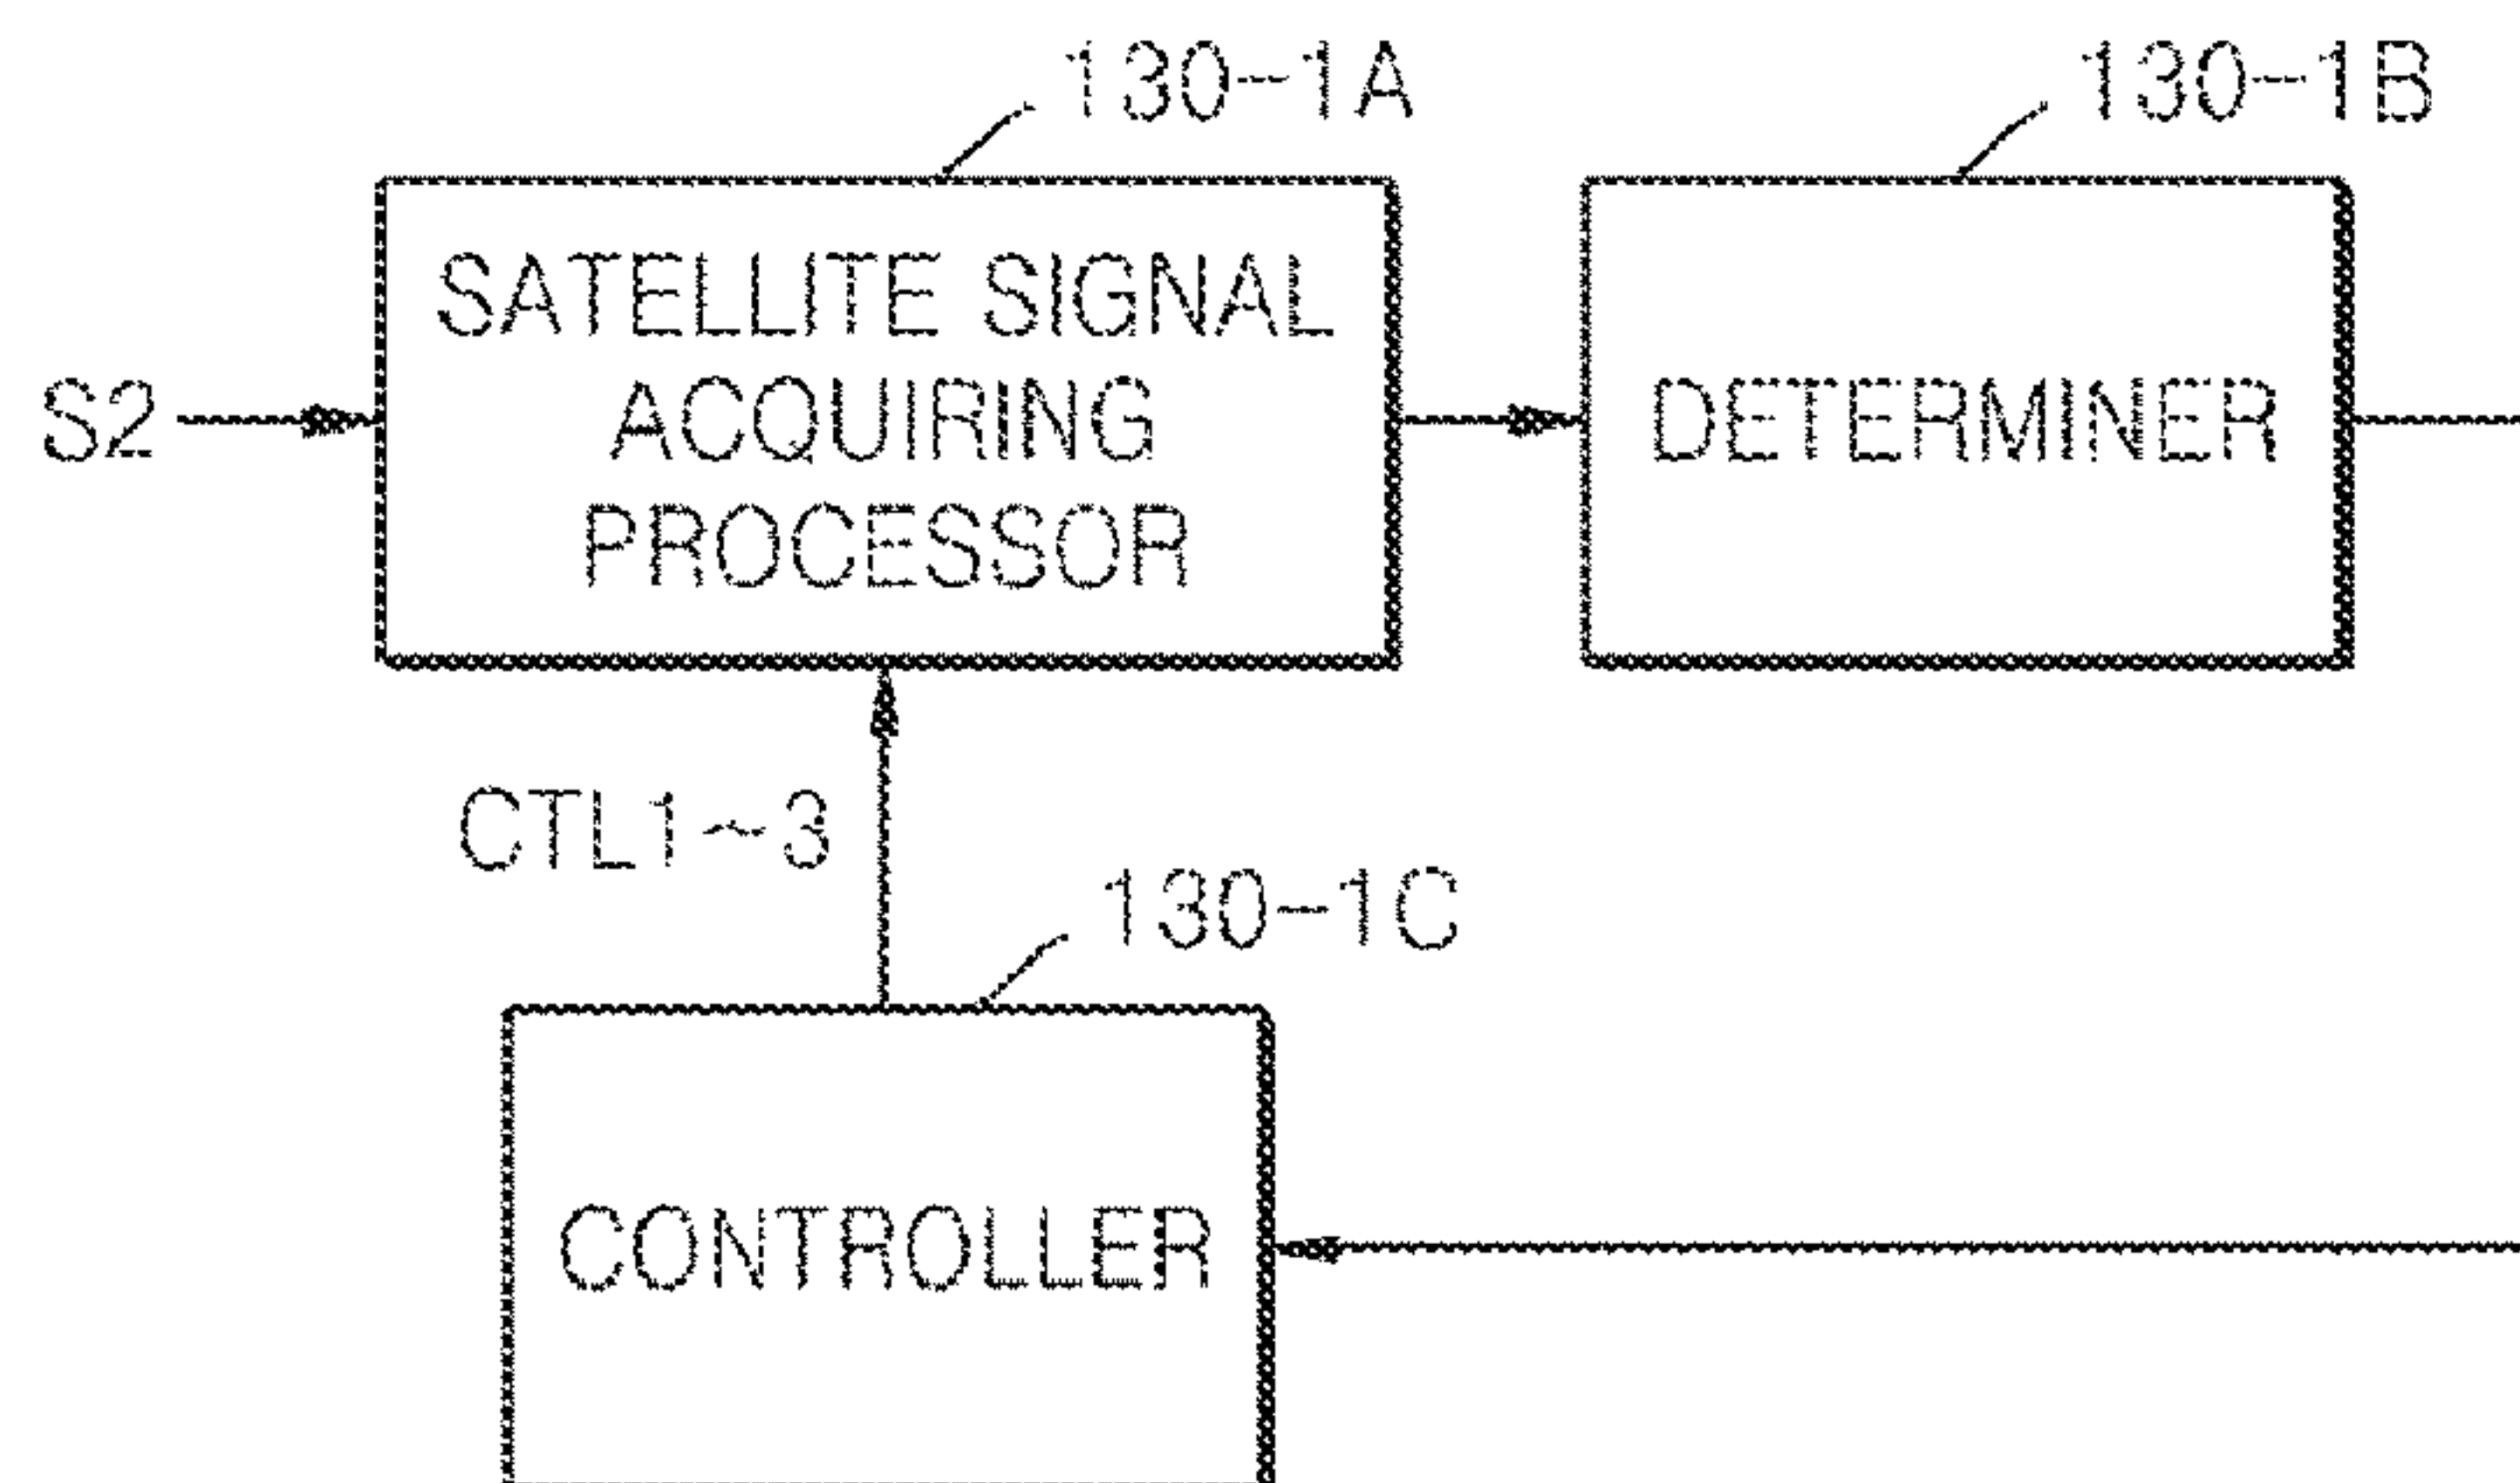 130-1A
130-1B
SATELLITE SIGNAL
ACQUIRING
PROCESSOR
S2
DETERMINER
CTL1~3
130-1C
CONTROLLER